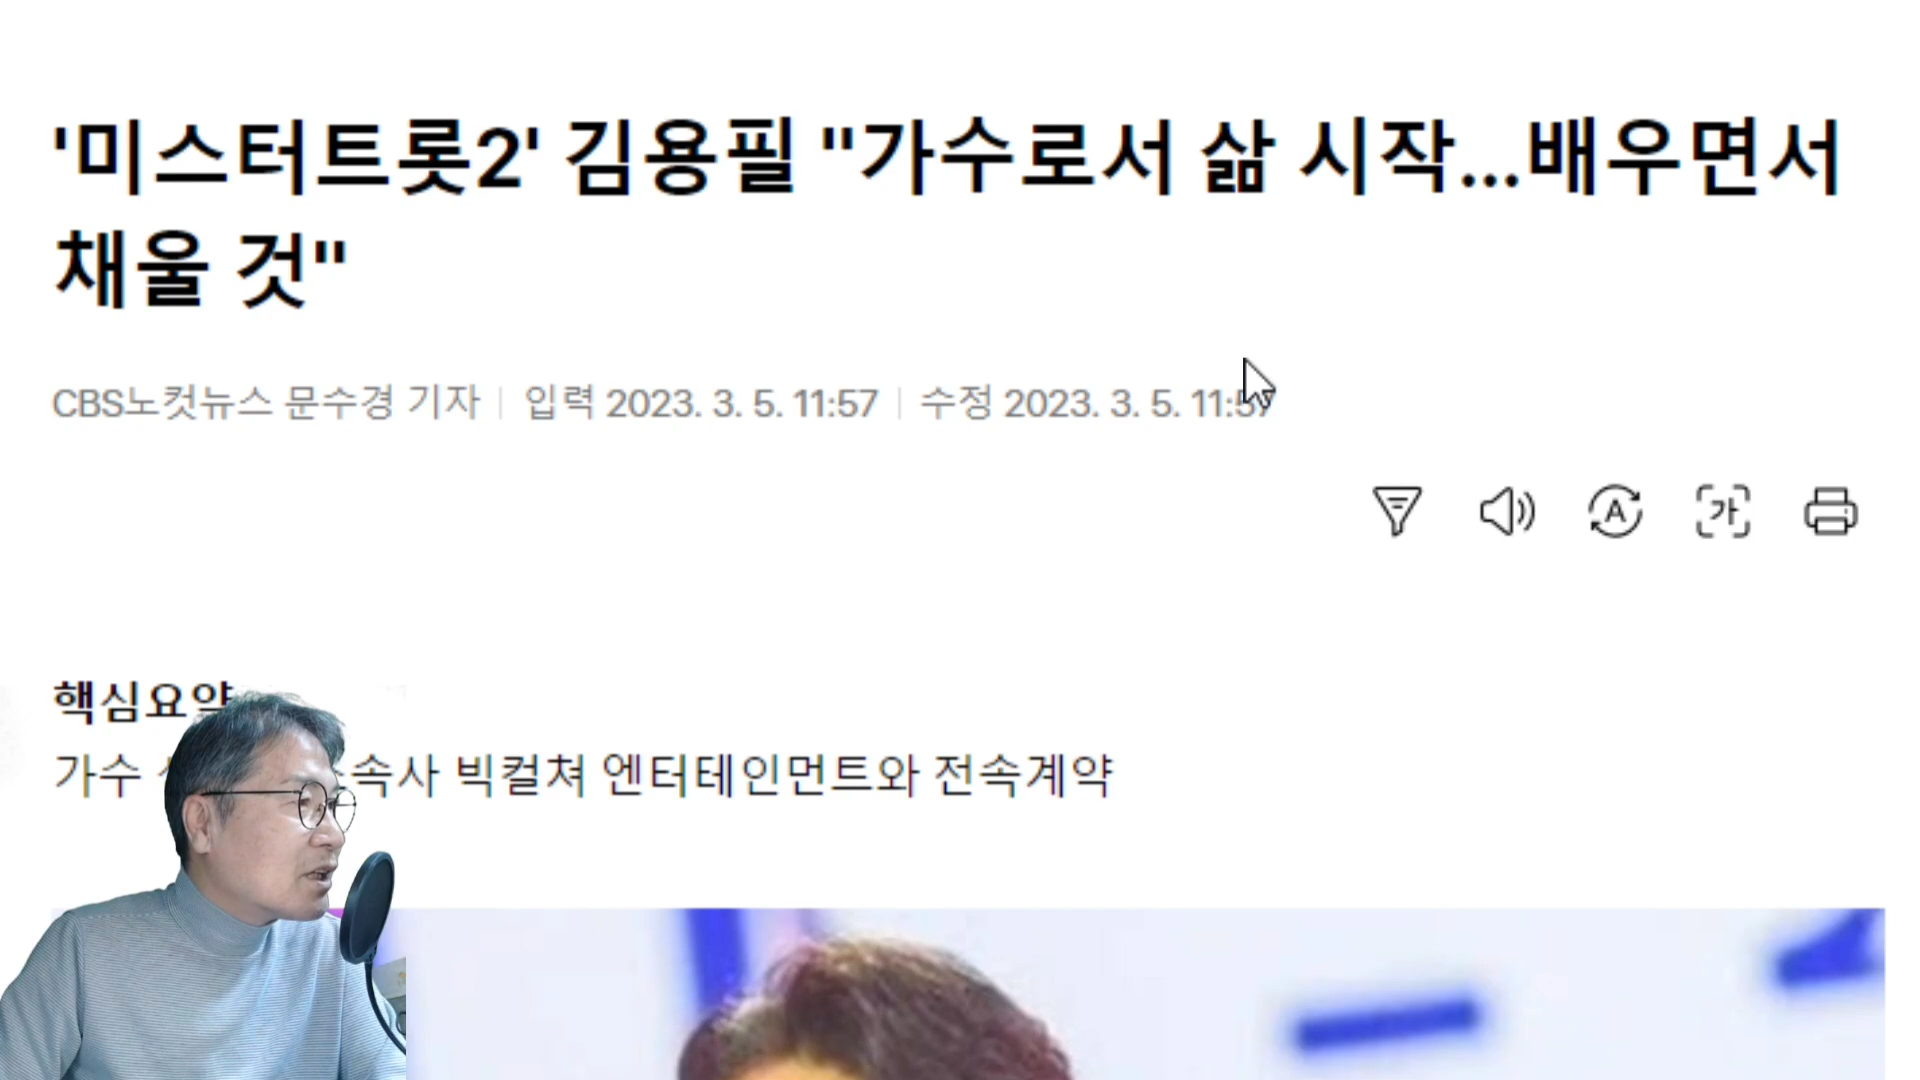 '미스터트롯2' 김용필 "가수로서 삶 시작…배우면서
채울 것"
CBS노컷뉴스 문수경 기자 | 입력 2023. 3. 5. 11:57 | 수정 2023. 3. 5. 11:57
A 가
핵심요약
가수 속사 빅컬쳐 엔터테인먼트와 전속계약